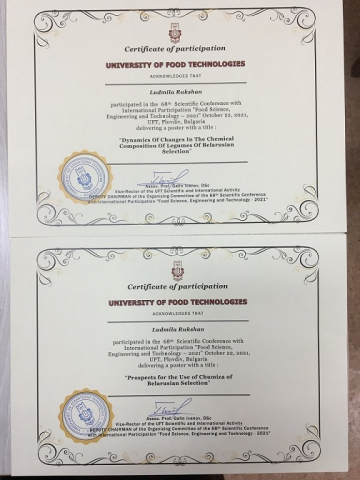 Certificate of participation
UNIVERSITY OF FOOD TECHNOLOGIES
ACKNOWLEDGES THAT
Ludmila Rukshan
participated in the 68th Scientific Conference with
International Participation "Food Science,
Engineering and Technology - 2021" October 22, 2021,
UFT, Plovdiv, Bulgaria
delivering a poster with a title :
"Dynamics Of Changes In The Chemical
Composition Of Legumes Of Belarusian
Selection"
Assoc. Prof. Galin Ivanov, DSc
Vice-Rector of the UFT Scientific and International Activity
DEPUTY CHAIRMAN of the Organizing Committee of the 68th Scientific Conference
with International Participation "Food Science, Engineering and Technology - 2021"
Certificate of participation
UNIVERSITY OF FOOD TECHNOLOGIES
ACKNOWLEDGES THAT
Ludmila Rukshan
participated in the 68th Scientific Conference with
International Participation "Food Science,
Engineering and Technology - 2021" October 22, 2021,
UFT, Plovdiv, Bulgaria
delivering a poster with a title :
"Prospects for the Use of Chumiza of
Belarusian Selection"
Assoc. Prof. Galin Ivanov, DSc
Vice-Rector of the UFT Scientific and International Activity
DEPUTY CHAIRMAN of the Organizing Committee of the 68th Scientific Conference
with International Participation "Food Science, Engineering and Technology - 2021"